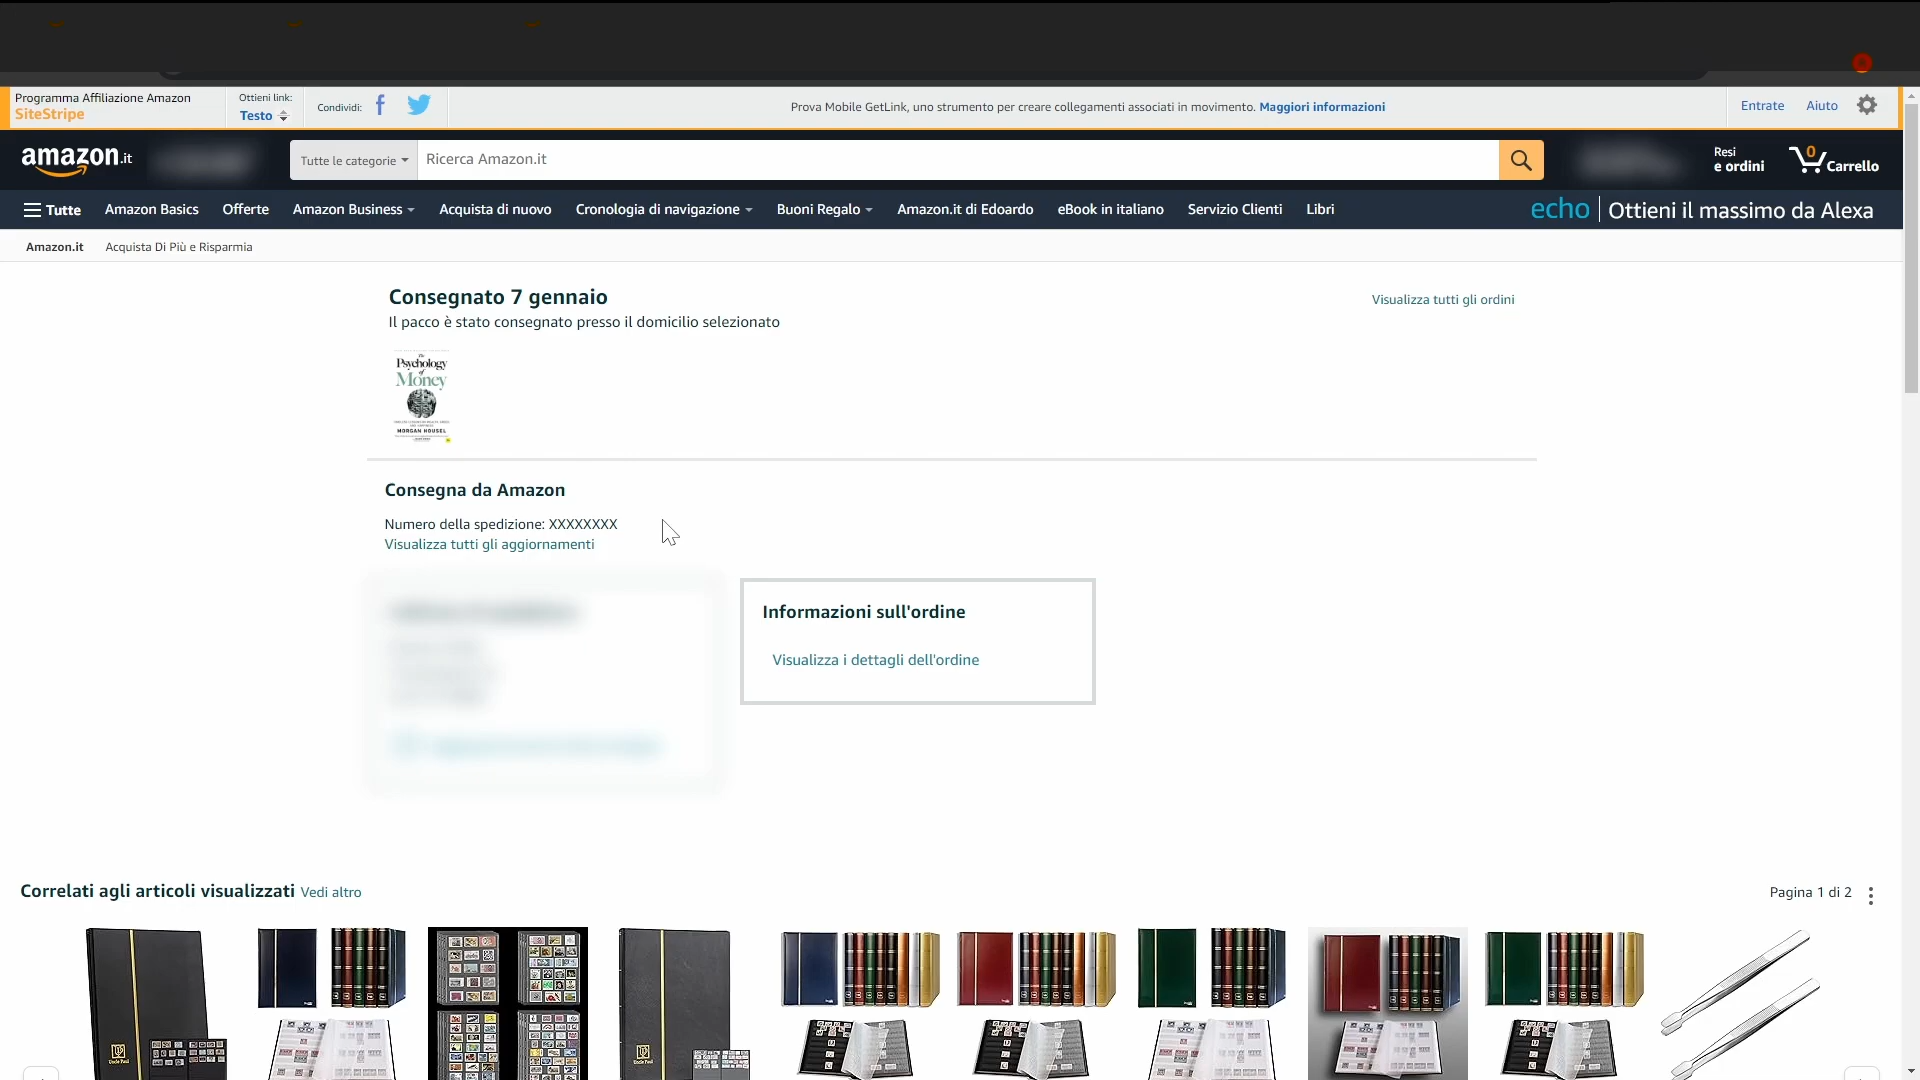 Programma Affiliazione Amazon
SiteStripe
Ottieni link:
Testo
Condividi:
Prova Mobile GetLink, uno strumento per creare collegamenti associati in movimento. Maggiori informazioni
Entrate
Aiuto
amazon.it
Tutte le categorie
Ricerca Amazon.it
Resi
e ordini
0
Carrello
Tutte
Amazon Basics
Offerte
Amazon Business
Acquista di nuovo
Cronologia di navigazione
Buoni Regalo
Amazon.it di Edoardo
eBook in italiano
Servizio Clienti
Libri
echo
Ottieni il massimo da Alexa
Amazon.it
Acquista Di Più e Risparmia
Consegnato 7 gennaio
Visualizza tutti gli ordini
Il pacco è stato consegnato presso il domicilio selezionato
The
Psychology
of
Money
MORGAN HOUSEL
Consegna da Amazon
Numero della spedizione: XXXXXXXX
Visualizza tutti gli aggiornamenti
Informazioni sull'ordine
Visualizza i dettagli dell'ordine
Correlati agli articoli visualizzati Vedi altro
Pagina 1 di 2
Uncle Paul
Uncle Paul